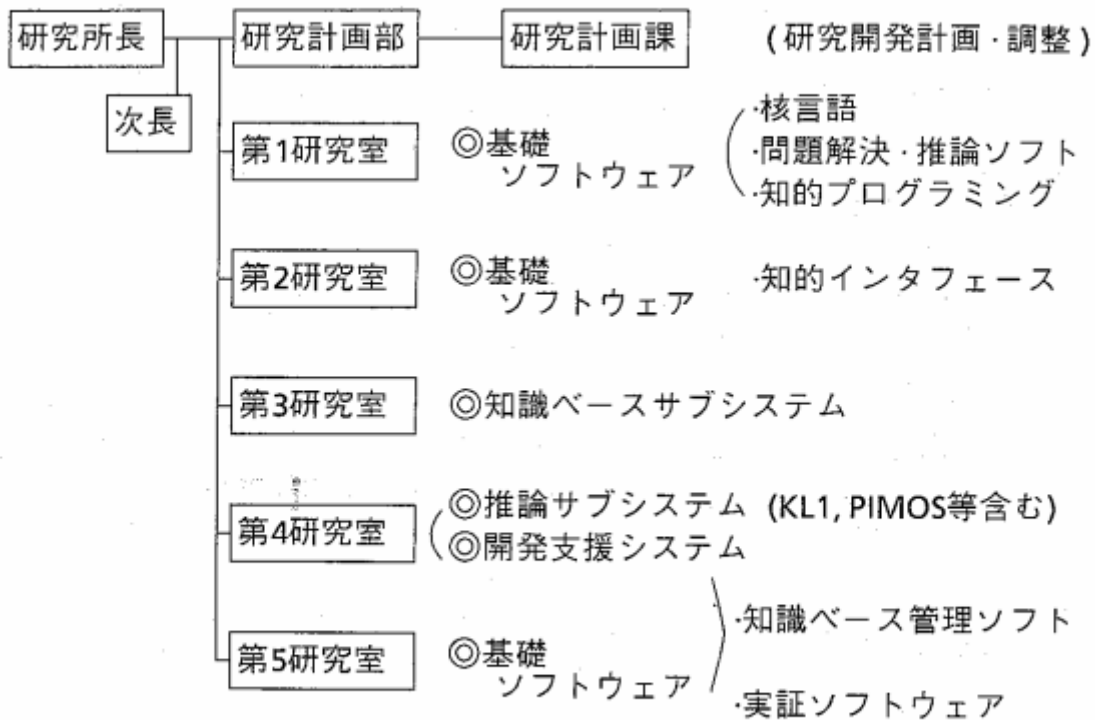 研究所長 研究計画部 研究計画課 (研究開発計画・調整)
次長
第1研究室 ◎基礎ソフトウェア
・核言語
・問題解決・推論ソフト
・知的プログラミング
第2研究室 ◎基礎ソフトウェア ・知的インタフェース
第3研究室 ◎知識ベースサブシステム
第4研究室 ◎推論サブシステム (KL1, PIMOS等含む)
◎開発支援システム
第5研究室 ◎基礎ソフトウェア
・知識ベース管理ソフト
・実証ソフトウェア